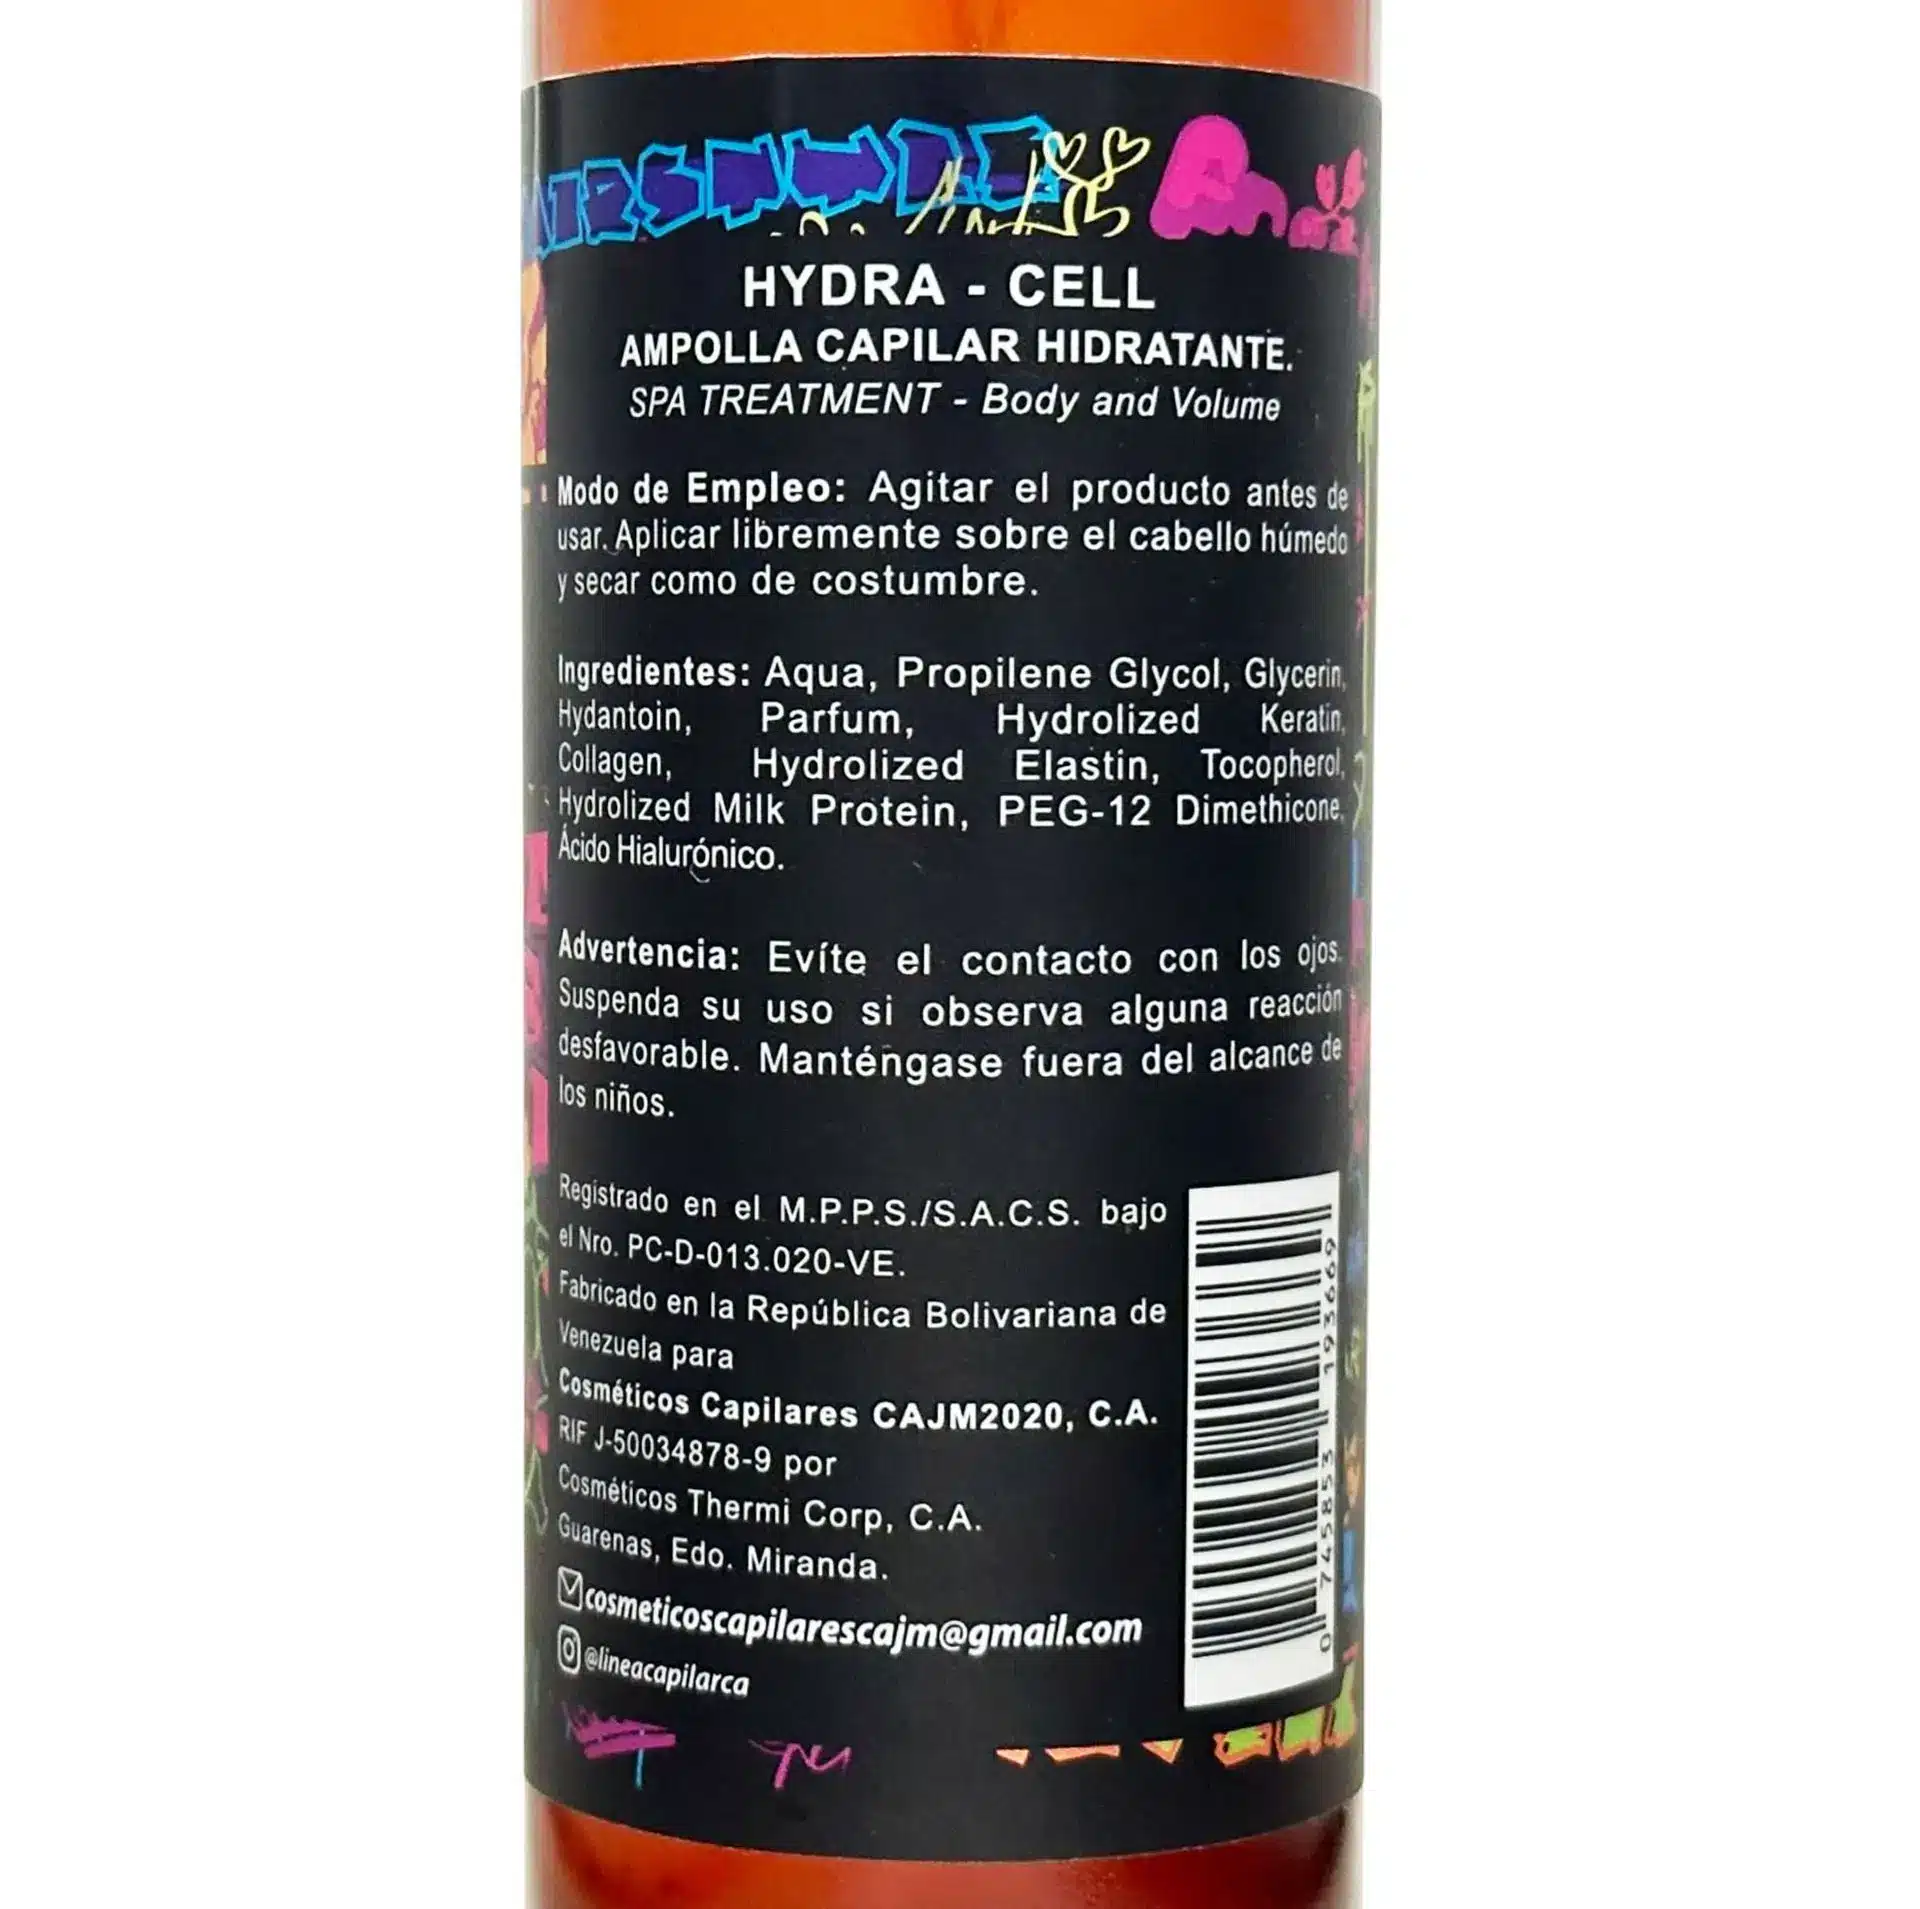 HYDRA - CELL
AMPOLLA CAPILAR HIDRATANTE.
SPA TREATMENT - Body and Volume
Modo de Empleo: Agitar el producto antes de
usar. Aplicar libremente sobre el cabello húmedo
y secar como de costumbre.
Ingredientes: Aqua, Propilene Glycol, Glycerin,
Hydantoin, Parfum, Hydrolized Keratin,
Collagen, Hydrolized Elastin, Tocopherol,
Hydrolized Milk Protein, PEG-12 Dimethicone,
Ácido Hialurónico.
Advertencia: Evíte el contacto con los ojos.
Suspenda su uso si observa alguna reacción
desfavorable. Manténgase fuera del alcance de
los niños.
Registrado en el M.P.P.S./S.A.C.S. bajo
el Nro. PC-D-013.020-VE.
Fabricado en la República Bolivariana de
Venezuela para
Cosméticos Capilares CAJM2020, C.A.
RIF J-50034878-9 por
Cosméticos Thermi Corp, C.A.
Guarenas, Edo. Miranda.
cosmeticoscapilarescajm@gmail.com
@lineacapilarca
0 745853 193669